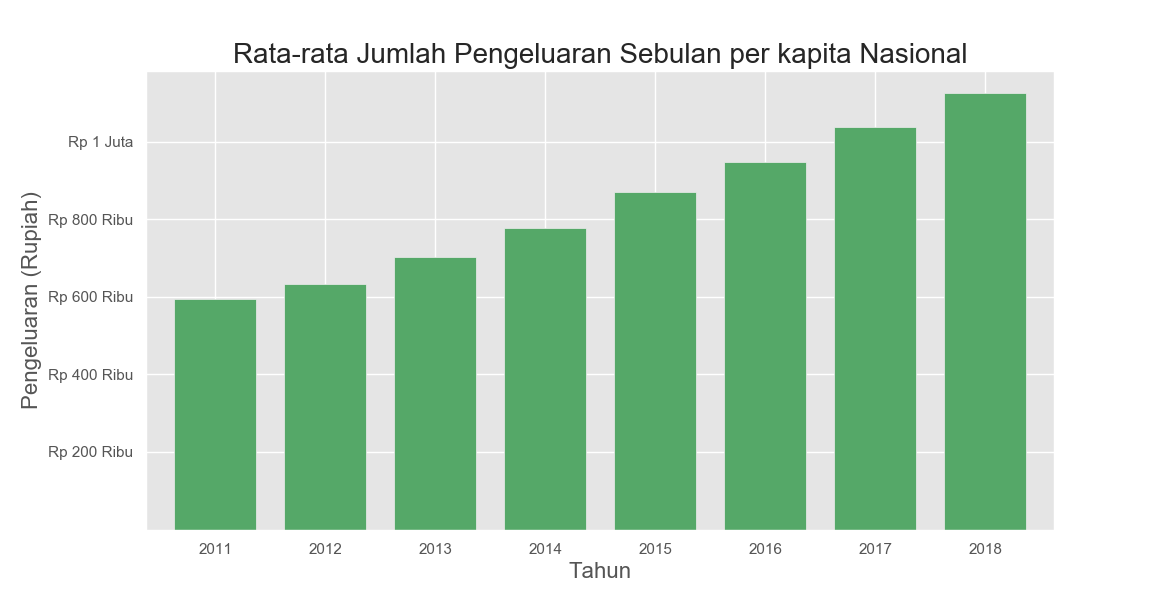 Rata-rata Jumlah Pengeluaran Sebulan per kapita Nasional
Pengeluaran (Rupiah)
Rp 1 Juta
Rp 800 Ribu
Rp 600 Ribu
Rp 400 Ribu
Rp 200 Ribu
2011 2012 2013 2014 2015 2016 2017 2018
Tahun